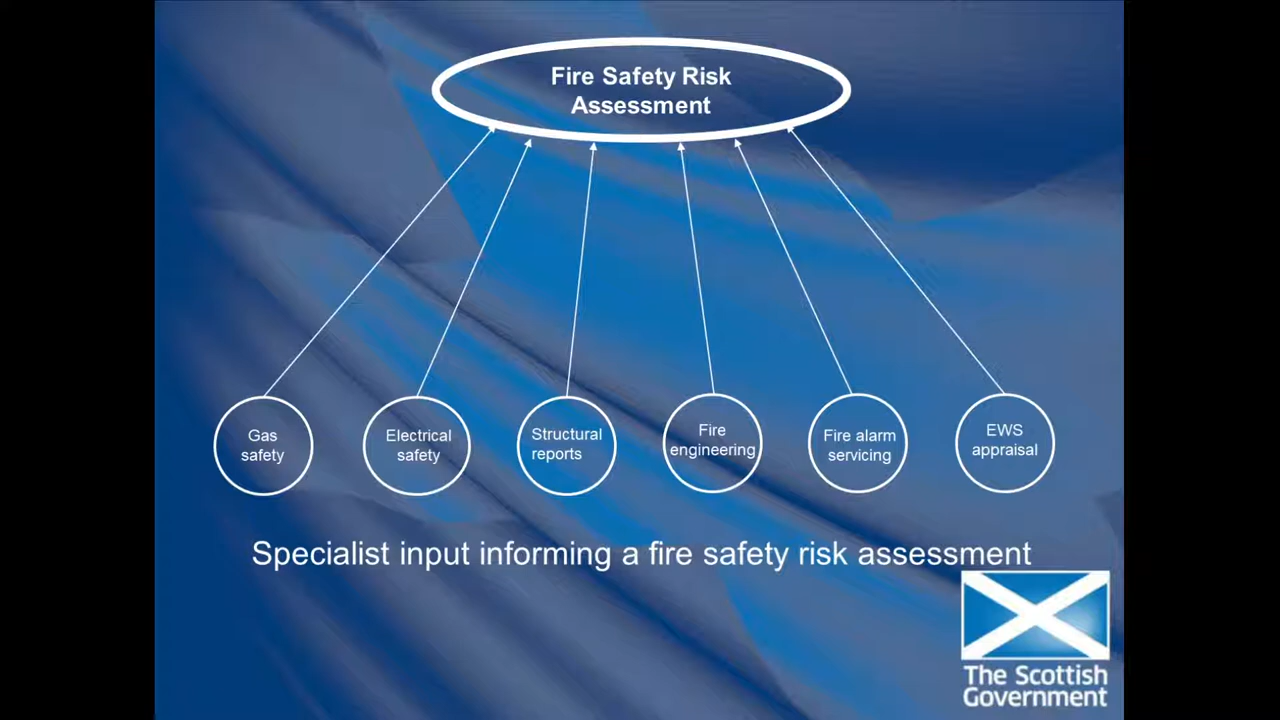 Fire Safety Risk
Assessment
Gas
safety
Electrical
safety
Structural
reports
Fire
engineering
Fire alarm
servicing
EWS
appraisal
Specialist input informing a fire safety risk assessment
The Scottish
Government